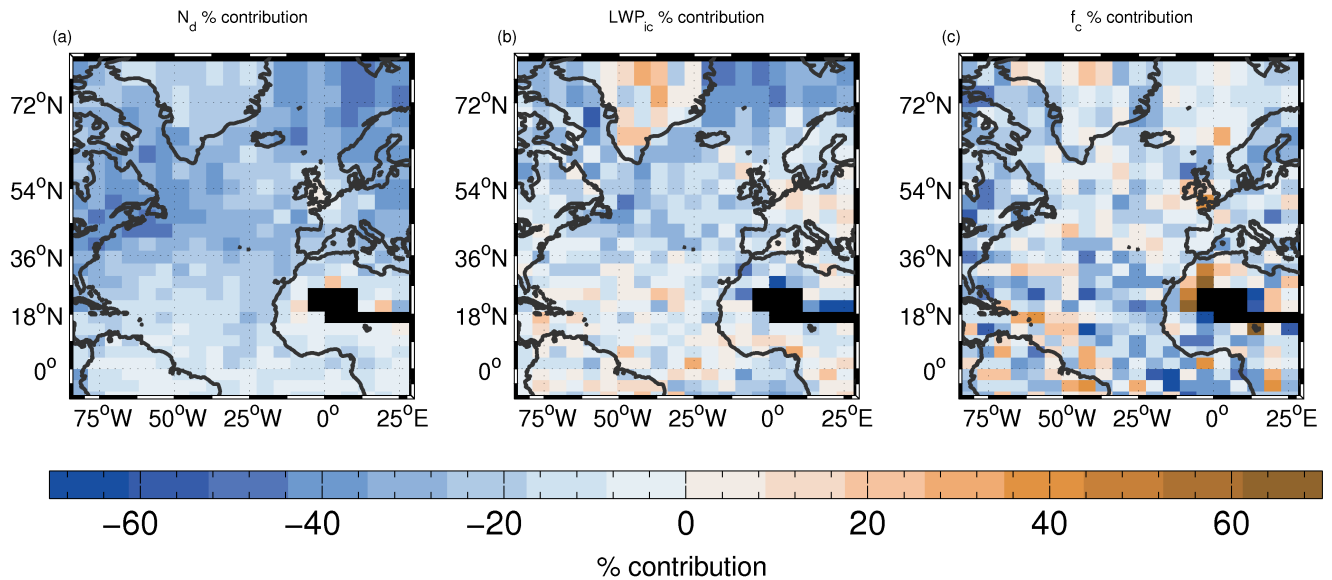 N_d % contribution
LWP_ic % contribution
f_c % contribution
(a)
(b)
(c)
72°N
54°N
36°N
18°N
0°
75°W 50°W 25°W 0° 25°E
72°N
54°N
36°N
18°N
0°
75°W 50°W 25°W 0° 25°E
72°N
54°N
36°N
18°N
0°
75°W 50°W 25°W 0° 25°E
−60 −40 −20 0 20 40 60
% contribution